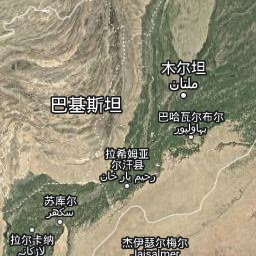 木尔坦
ملتان
巴基斯坦
巴哈瓦尔布尔
بہاولپور
拉希姆亚
尔汗县
رحیم یار خان
苏库尔
سکھر
拉尔卡纳
لاڑکانہ
杰伊瑟尔梅尔
Jaisalmer